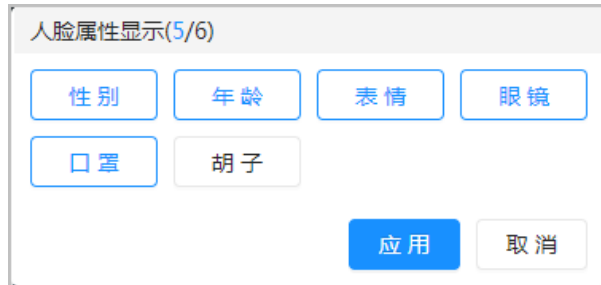 人脸属性显示(5/6)
性别 年龄 表情 眼镜
口罩 胡子
应用 取消